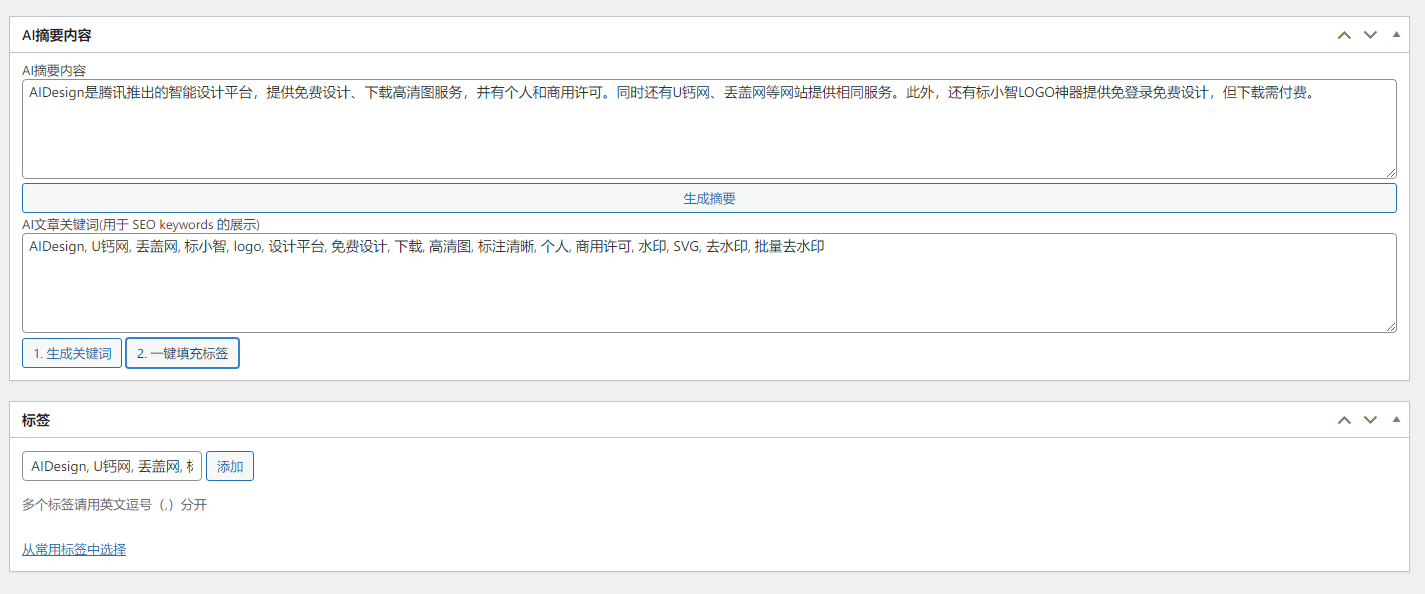 AI摘要内容
AI摘要内容
AIDesign是腾讯推出的智能设计平台，提供免费设计、下载高清图服务，并有个人和商用许可。同时还有U钙网、丢盖网等网站提供相同服务。此外，还有标小智LOGO神器提供免登录免费设计，但下载需付费。
生成摘要
AI文章关键词(用于 SEO keywords 的展示)
AIDesign, U钙网, 丢盖网, 标小智, logo, 设计平台, 免费设计, 下载, 高清图, 标注清晰, 个人, 商用许可, 水印, SVG, 去水印, 批量去水印
1. 生成关键词 2. 一键填充标签
标签
AIDesign, U钙网, 丢盖网, 添加
多个标签请用英文逗号（,）分开
从常用标签中选择